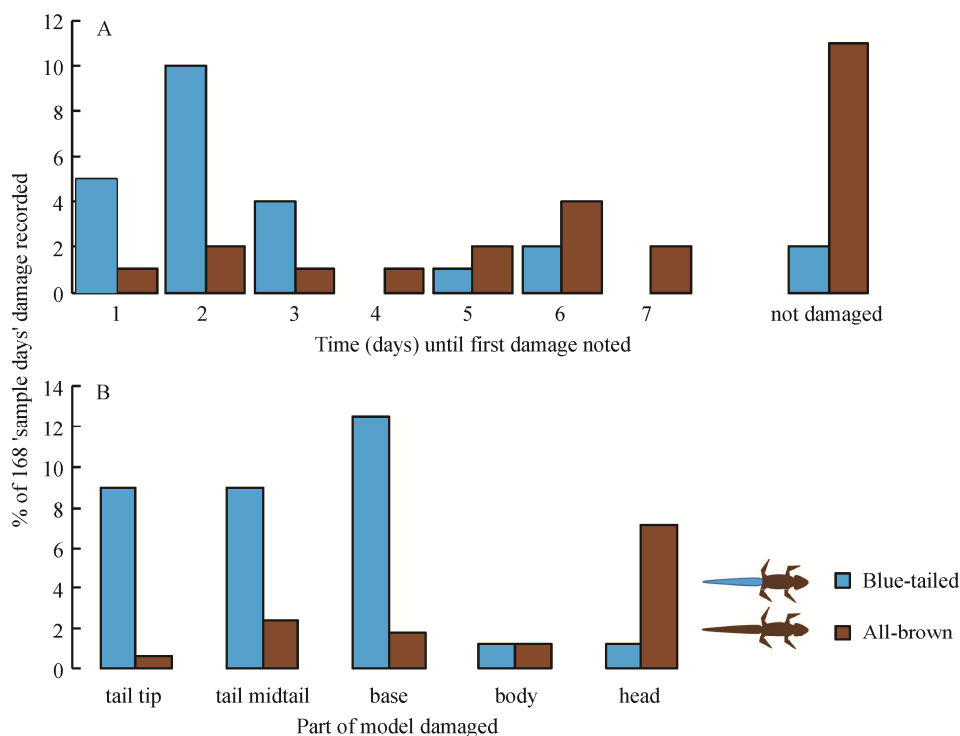 % of 168 'sample days' damage recorded
A
12
10
8
6
4
2
0
1 2 3 4 5 6 7 not damaged
Time (days) until first damage noted
B
14
12
10
8
6
4
2
0
tail tip tail midtail base body head
Part of model damaged
Blue-tailed
All-brown